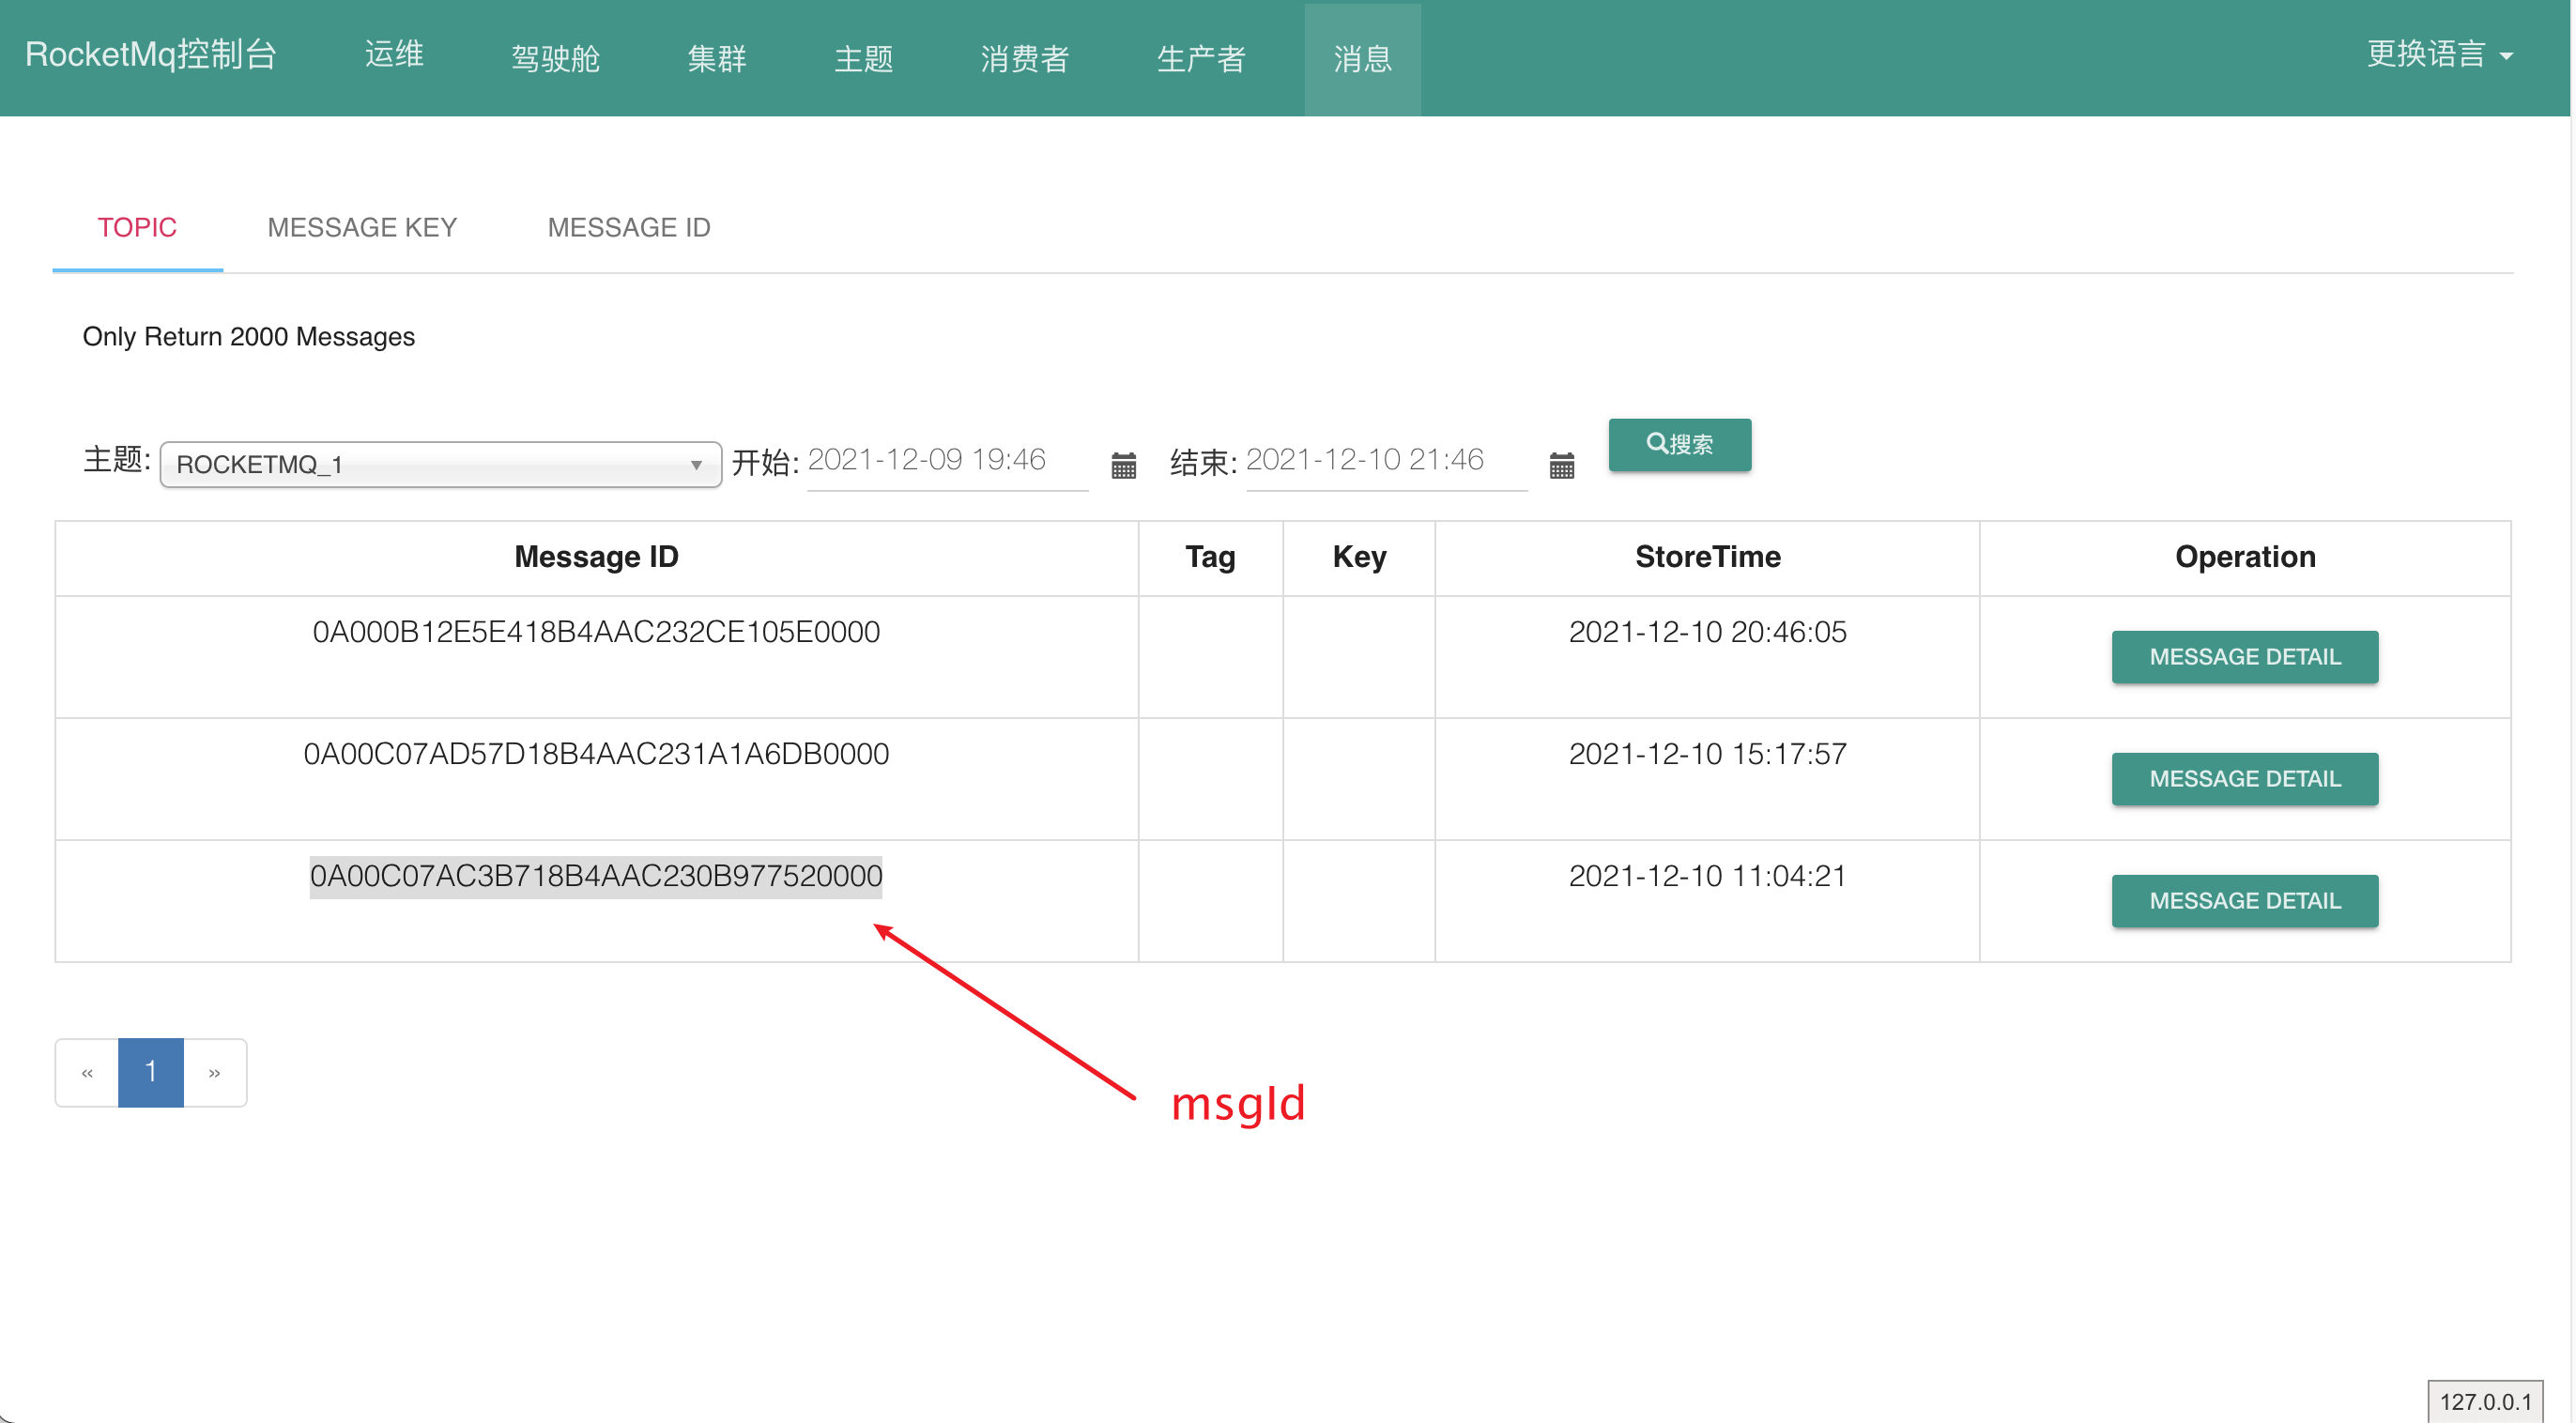 RocketMq控制台 运维 驾驶舱 集群 主题 消费者 生产者 消息 更换语言
TOPIC MESSAGE KEY MESSAGE ID
Only Return 2000 Messages
主题: ROCKETMQ_1 开始: 2021-12-09 19:46 结束: 2021-12-10 21:46 搜索
Message ID Tag Key StoreTime Operation
0A000B12E5E418B4AAC232CE105E0000 2021-12-10 20:46:05 MESSAGE DETAIL
0A00C07AD57D18B4AAC231A1A6DB0000 2021-12-10 15:17:57 MESSAGE DETAIL
0A00C07AC3B718B4AAC230B977520000 2021-12-10 11:04:21 MESSAGE DETAIL
« 1 »
msgId
127.0.0.1